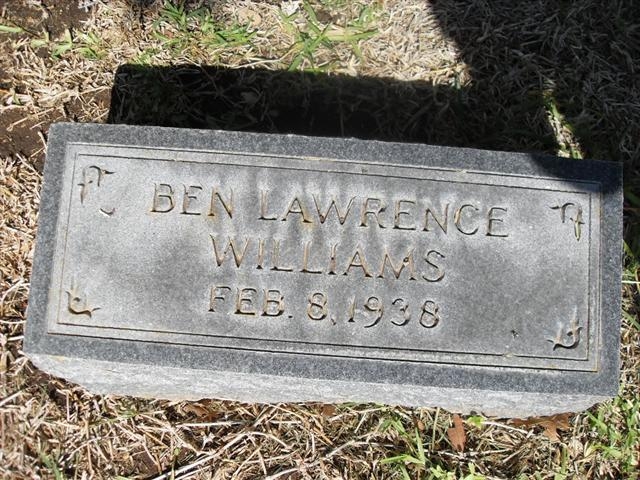 BEN LAWRENCE
WILLIAMS
FEB. 8, 1938